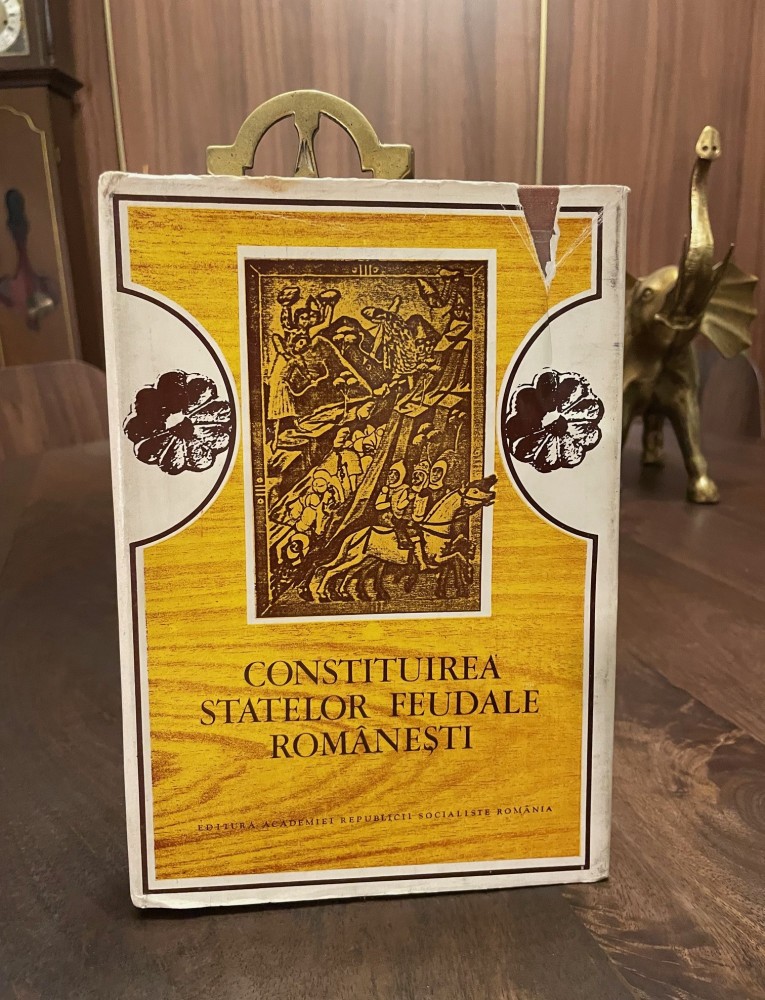 CONSTITUIREA
STATELOR FEUDALE
ROMÂNEȘTI
EDITURA ACADEMIEI REPUBLICII SOCIALISTE ROMÂNIA